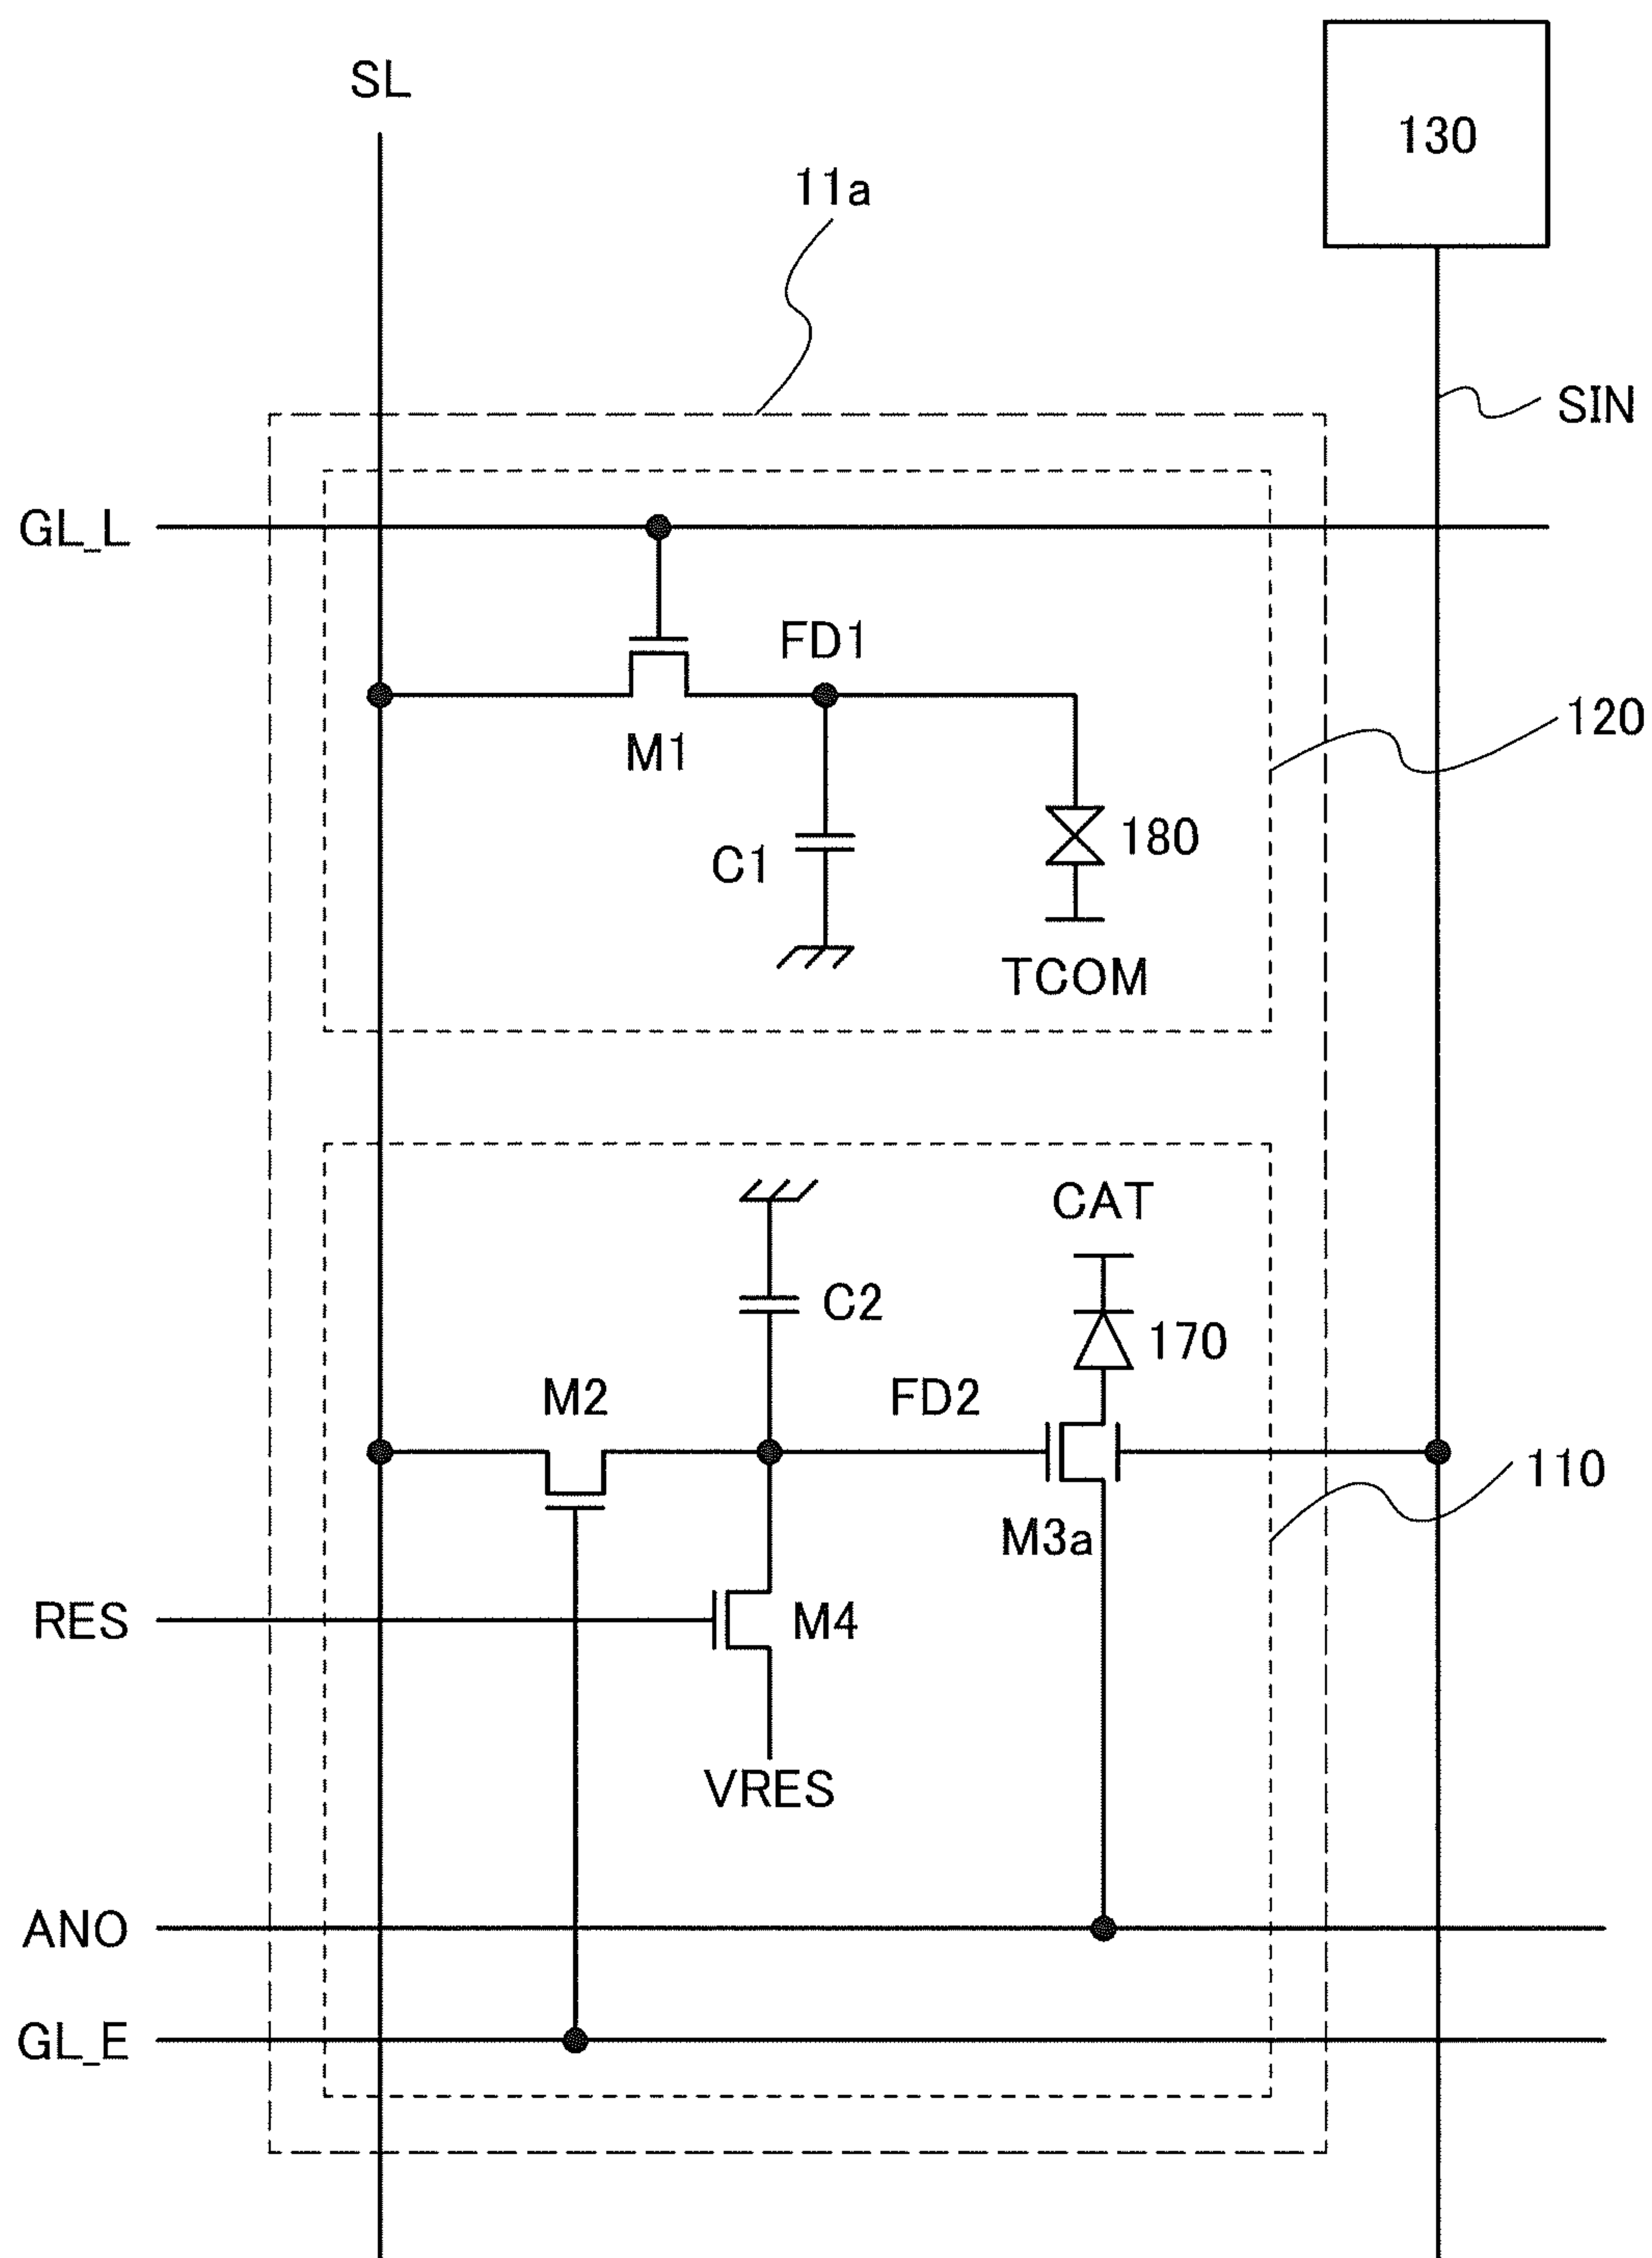 SL
130
11a
SIN
GL_L
FD1
M1
120
C1
180
TCOM
CAT
C2
170
M2
FD2
110
M3a
RES
M4
VRES
ANO
GL_E